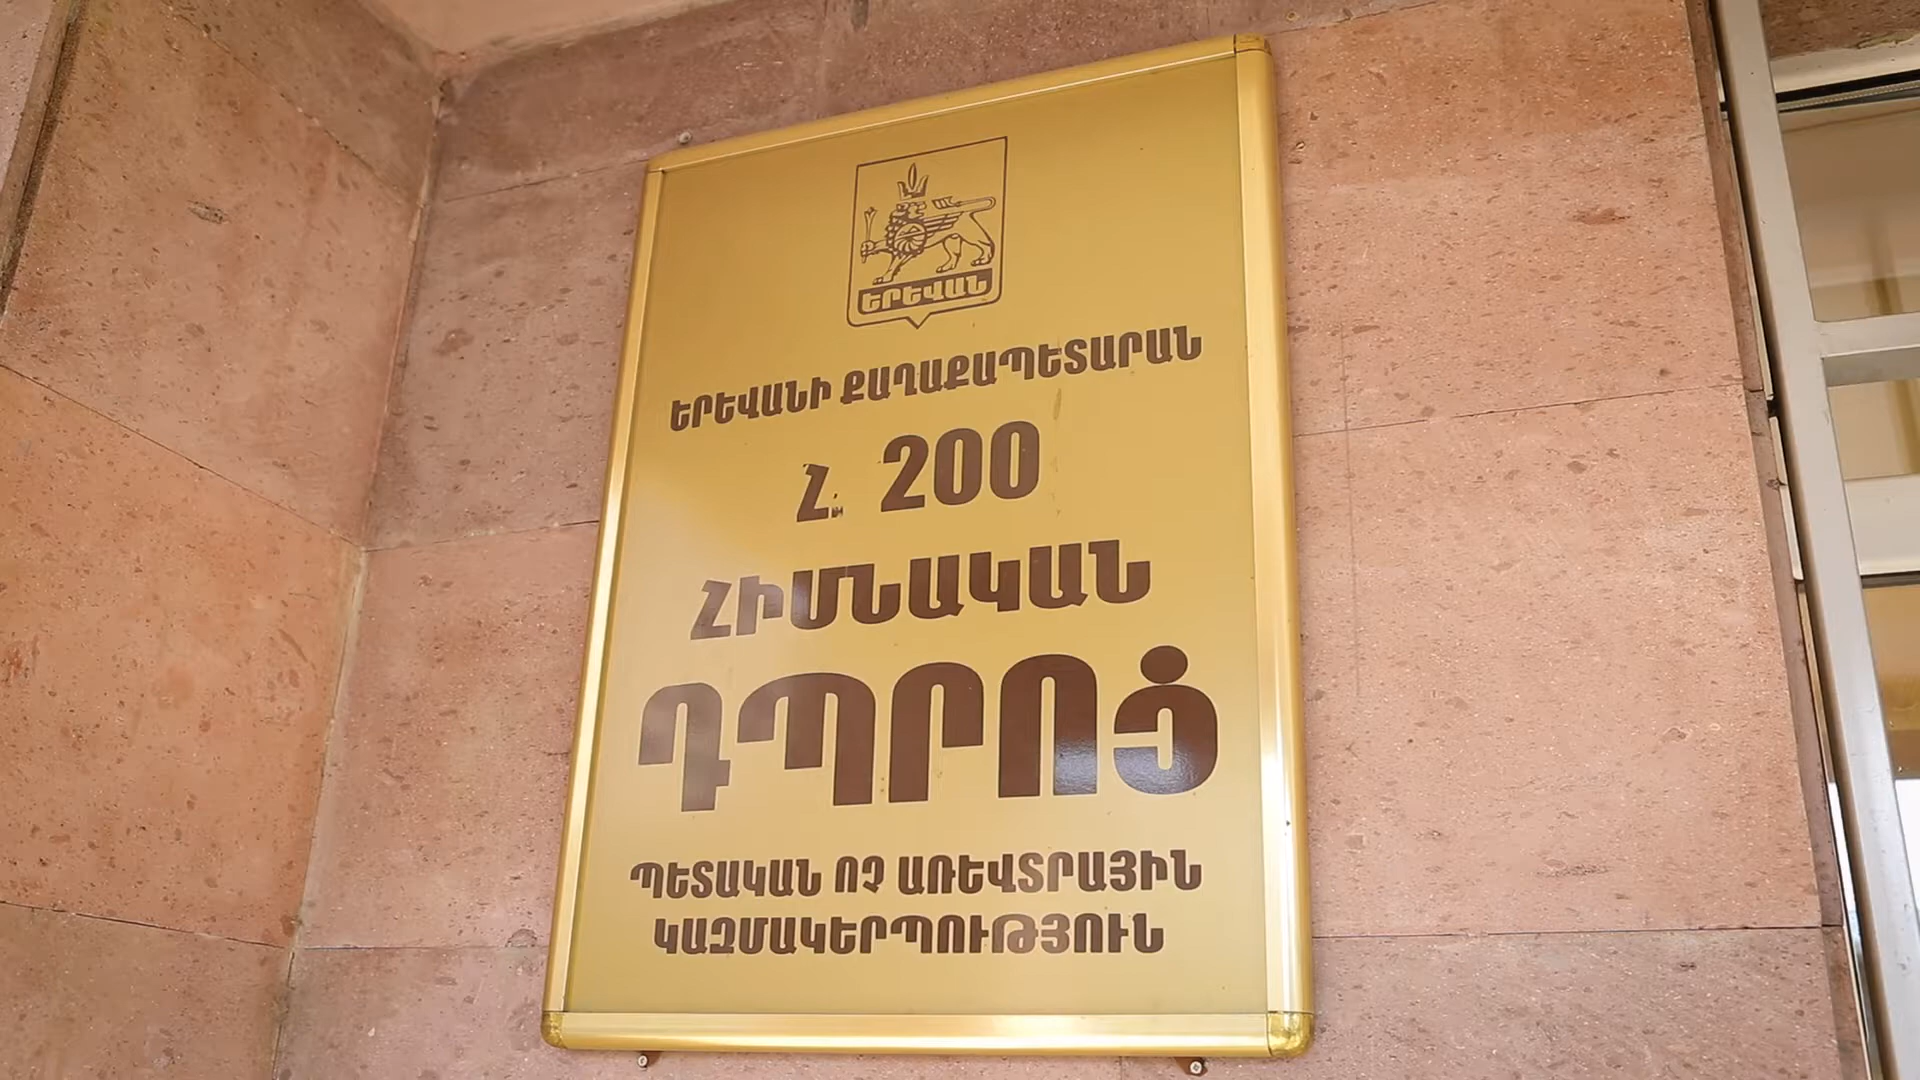 ԵՐԵՎԱՆ
ԵՐԵՎԱՆԻ ՔԱՂԱՔԱՊԵՏԱՐԱՆ
Հ. 200
ՀԻՄՆԱԿԱՆ
ԴՊՐՈՑ
ՊԵՏԱԿԱՆ ՈՉ ԱՌԵՎՏՐԱՅԻՆ
ԿԱԶՄԱԿԵՐՊՈՒԹՅՈՒՆ